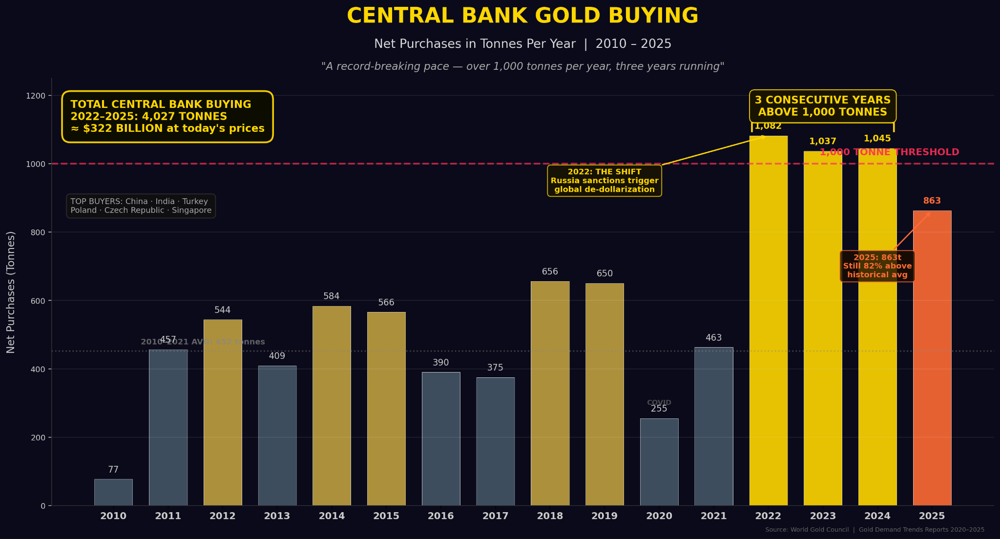 CENTRAL BANK GOLD BUYING
Net Purchases in Tonnes Per Year | 2010 – 2025
"A record-breaking pace — over 1,000 tonnes per year, three years running"
TOTAL CENTRAL BANK BUYING
2022–2025: 4,027 TONNES
≈ $322 BILLION at today's prices
3 CONSECUTIVE YEARS
ABOVE 1,000 TONNES
1,082
1,037
1,045
1,000 TONNE THRESHOLD
2022: THE SHIFT
Russia sanctions trigger
global de-dollarization
TOP BUYERS: China · India · Turkey
Poland · Czech Republic · Singapore
863
2025: 863t
Still 82% above
historical avg
Net Purchases (Tonnes)
1200
1000
800
600
400
200
0
2010–2021 AVG: 452 tonnes
77
457
544
409
584
566
390
375
656
650
COVID
255
463
2010 2011 2012 2013 2014 2015 2016 2017 2018 2019 2020 2021 2022 2023 2024 2025
Source: World Gold Council | Gold Demand Trends Reports 2020–2025